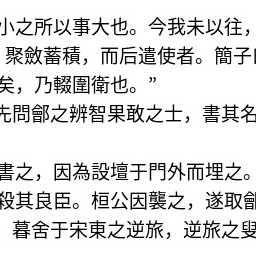 小之所以事大也。今我未以往，
聚斂蓄積，而后遣使者。簡子曰
矣，乃輟圍衛也。”
先問鄶之辨智果敢之士，書其名
書之，因為設壇于門外而埋之。
殺其良臣。桓公因襲之，遂取鄶
暮舍于宋東之逆旅，逆旅之叟